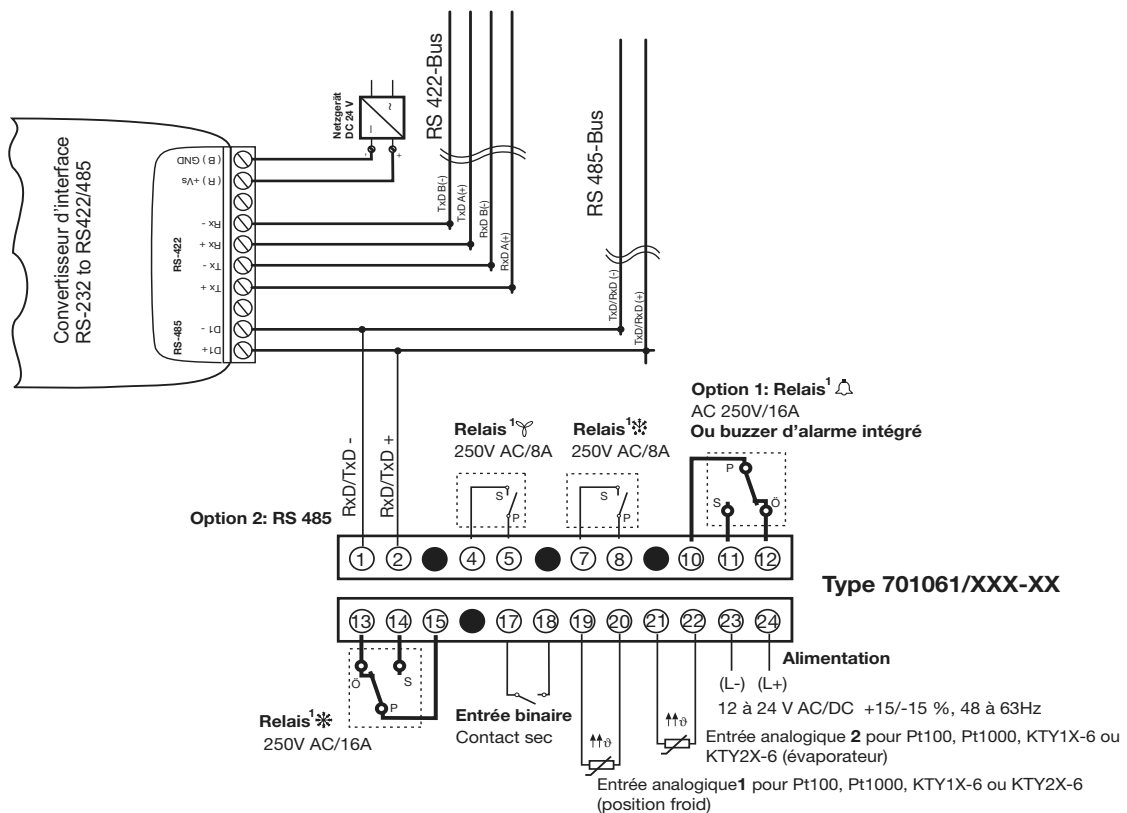 Convertisseur d'interface
RS-232 to RS422/485
Netzgerät
DC 24 V
~
–
-
+
RS 422-Bus
RS 485-Bus
( B ) GND
( R ) +Vs
Rx -
Rx +
Tx -
Tx +
RS-422
D1 -
D1+
RS-485
TxD B(-)
TxD A(+)
RxD B(-)
RxD A(+)
TxD/RxD (-)
TxD/RxD (+)
RxD/TxD -
RxD/TxD +
Option 1: Relais¹
AC 250V/16A
Ou buzzer d'alarme intégré
Relais ¹
250V AC/8A
Relais ¹
250V AC/8A
S
P
S
P
P
S
Ö
Option 2: RS 485
1 2 4 5 7 8 10 11 12
Type 701061/XXX-XX
13 14 15 17 18 19 20 21 22 23 24
Alimentation
(L-) (L+)
12 à 24 V AC/DC +15/-15 %, 48 à 63Hz
Ö
S
P
Relais¹
250V AC/16A
Entrée binaire
Contact sec
ϑ
ϑ
Entrée analogique 2 pour Pt100, Pt1000, KTY1X-6 ou
KTY2X-6 (évaporateur)
Entrée analogique1 pour Pt100, Pt1000, KTY1X-6 ou KTY2X-6
(position froid)